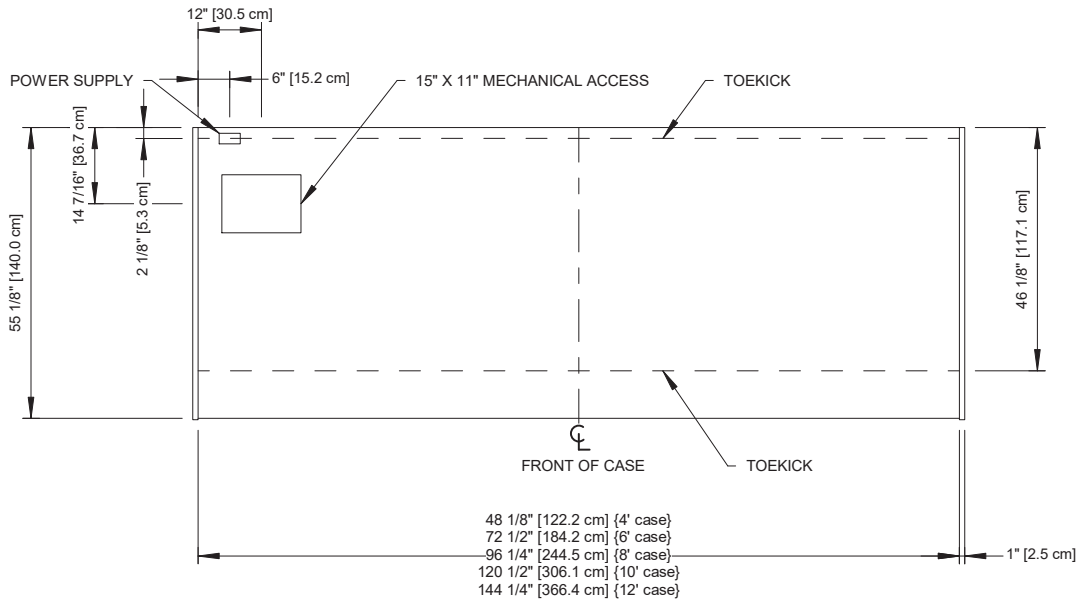 12" [30.5 cm]
6" [15.2 cm]
POWER SUPPLY
15" X 11" MECHANICAL ACCESS
TOEKICK
14 7/16" [36.7 cm]
2 1/8" [5.3 cm]
55 1/8" [140.0 cm]
46 1/8" [117.1 cm]
FRONT OF CASE
TOEKICK
48 1/8" [122.2 cm] {4' case}
72 1/2" [184.2 cm] {6' case}
96 1/4" [244.5 cm] {8' case}
120 1/2" [306.1 cm] {10' case}
144 1/4" [366.4 cm] {12' case}
1" [2.5 cm]